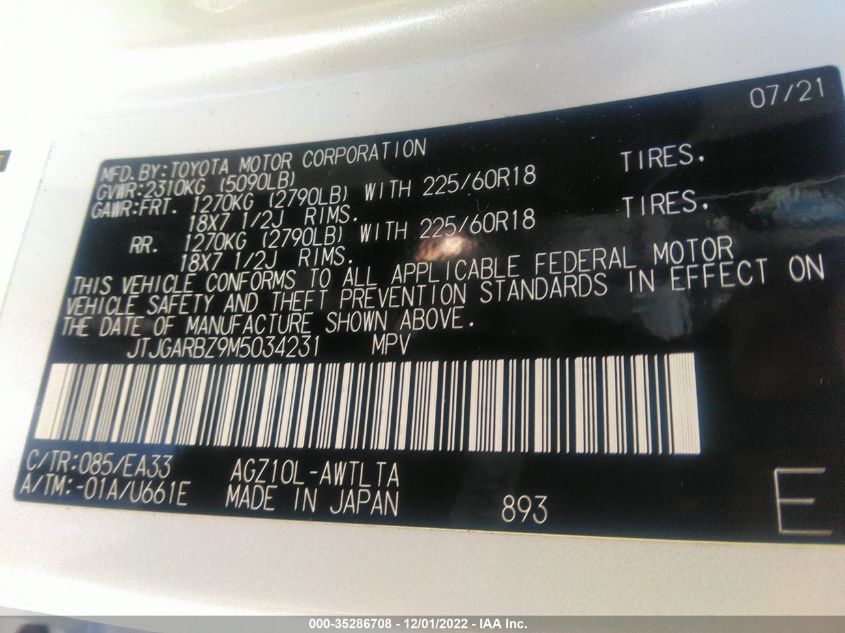 07/21
MFD.BY:TOYOTA MOTOR CORPORATION
GVWR:2310KG (5090LB)
GAWR:FRT. 1270KG (2790LB) WITH 225/60R18 TIRES.
18X7 1/2J RIMS.
RR. 1270KG (2790LB) WITH 225/60R18 TIRES.
18X7 1/2J RIMS.
THIS VEHICLE CONFORMS TO ALL APPLICABLE FEDERAL MOTOR
VEHICLE SAFETY AND THEFT PREVENTION STANDARDS IN EFFECT ON
THE DATE OF MANUFACTURE SHOWN ABOVE.
JTJGARBZ9M5034231 MPV
C/TR:085/EA33 AGZ10L-AWTLTA
A/TM:-01A/U661E MADE IN JAPAN 893 E
000-35286708 - 12/01/2022 - IAA Inc.